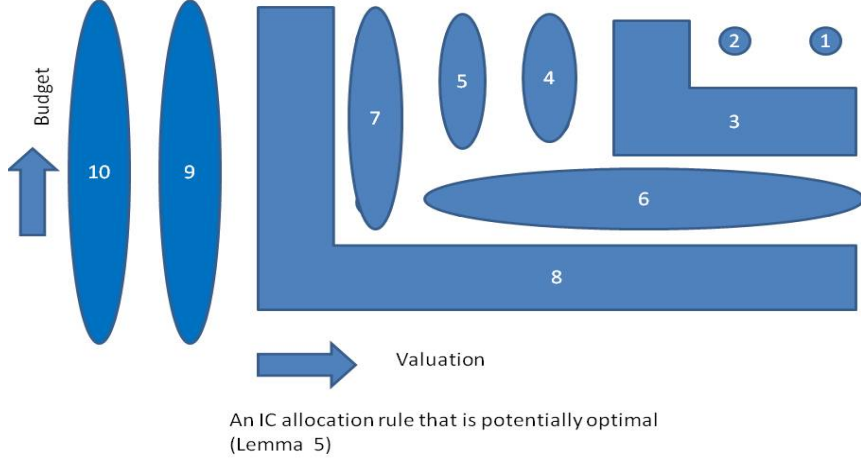 2
1
5
4
7
3
10
9
6
8
Budget
Valuation
An IC allocation rule that is potentially optimal
(Lemma 5)